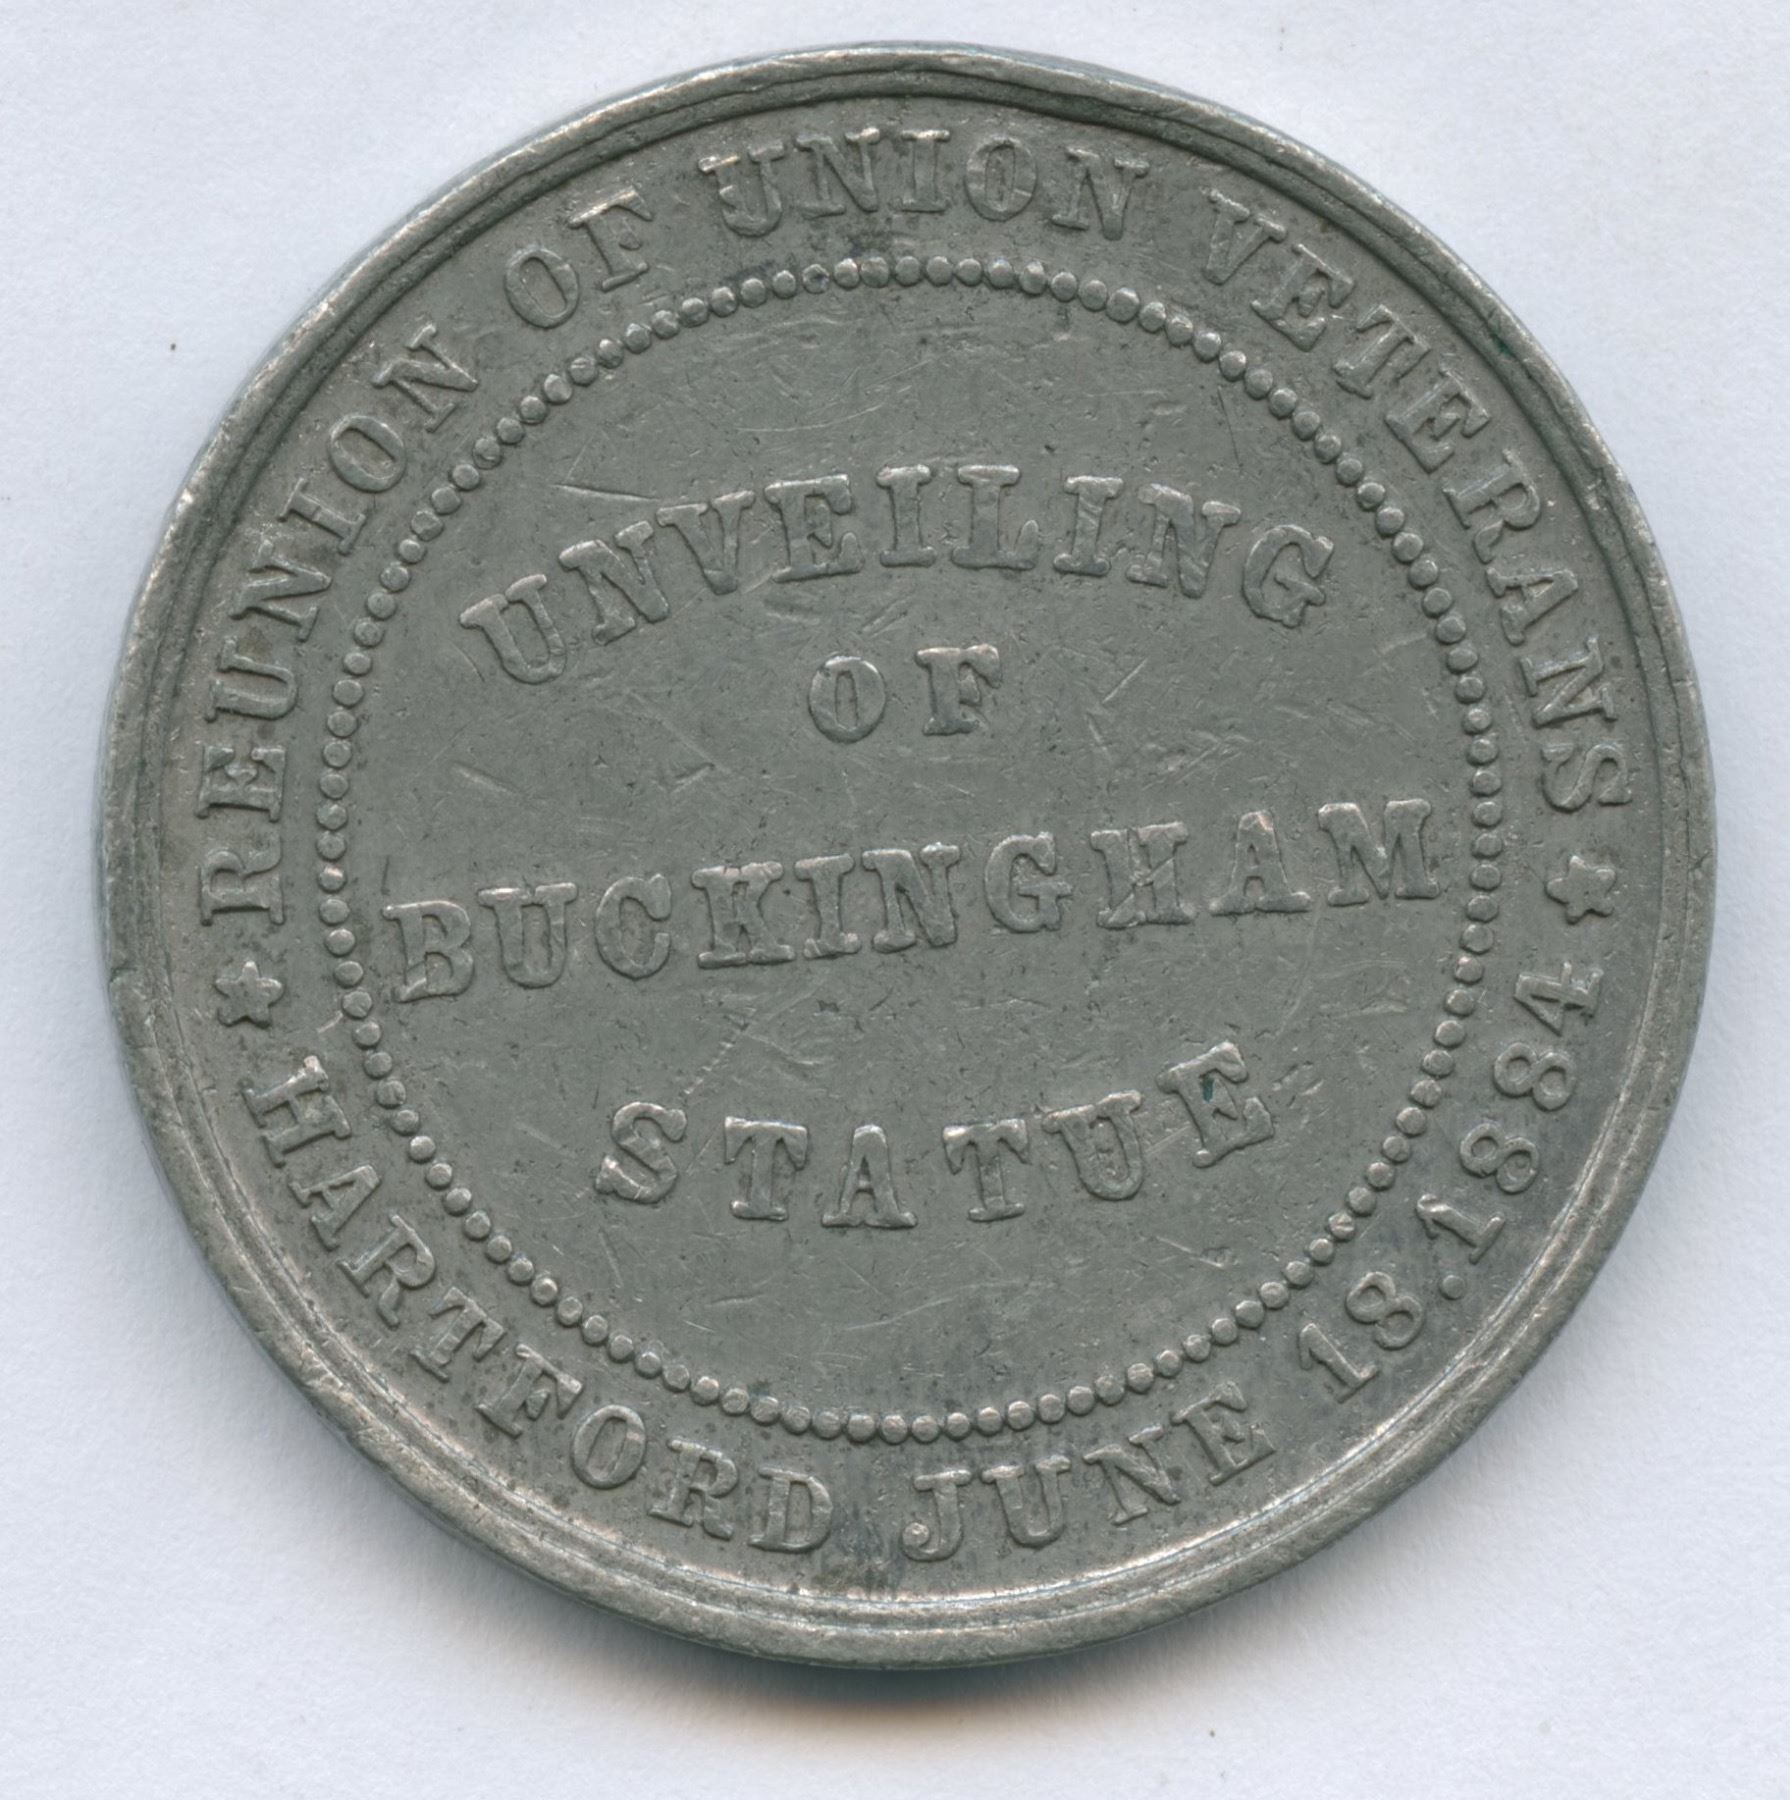 REUNION OF UNION VETERANS
UNVEILING
OF
BUCKINGHAM
STATUE
HARTFORD JUNE 18.1884